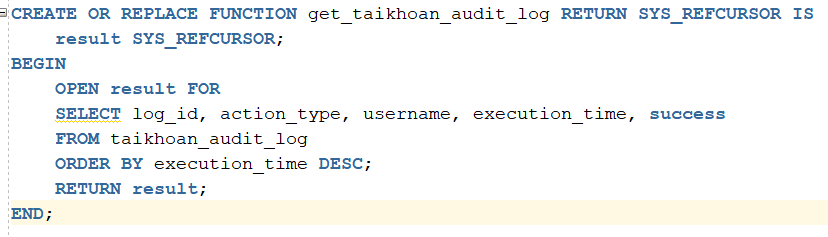 CREATE OR REPLACE FUNCTION get_taikhoan_audit_log RETURN SYS_REFCURSOR IS
    result SYS_REFCURSOR;
BEGIN
    OPEN result FOR
    SELECT log_id, action_type, username, execution_time, success
    FROM taikhoan_audit_log
    ORDER BY execution_time DESC;
    RETURN result;
END;